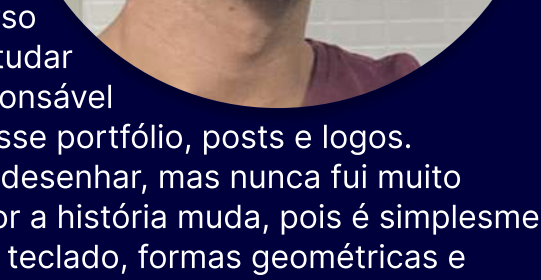 so
tudar
onsável
sse portfólio, posts e logos.
desenhar, mas nunca fui muito
or a história muda, pois é simplesme
teclado, formas geométricas e